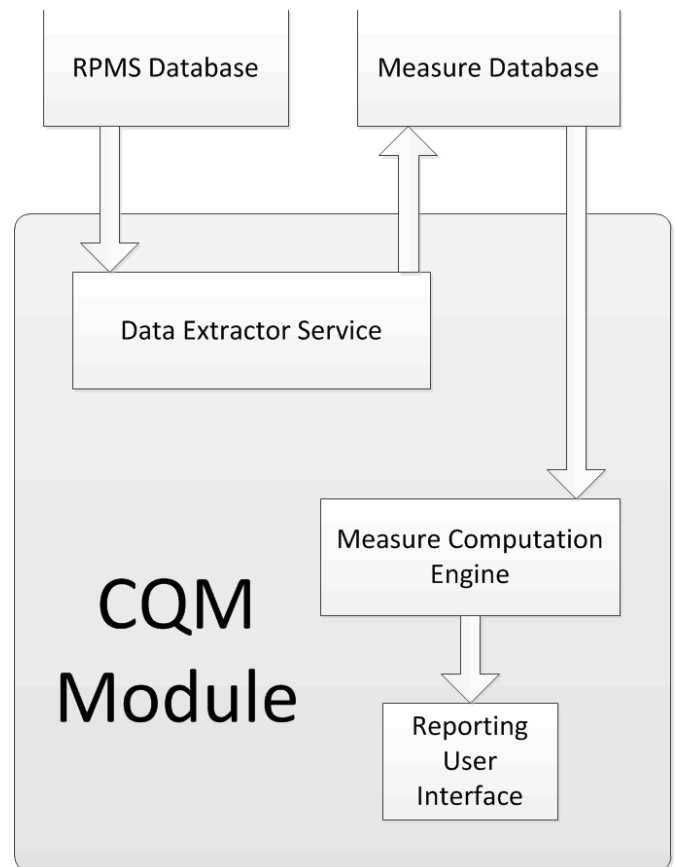 RPMS Database
Measure Database
Data Extractor Service
Measure Computation
Engine
CQM
Module
Reporting
User
Interface